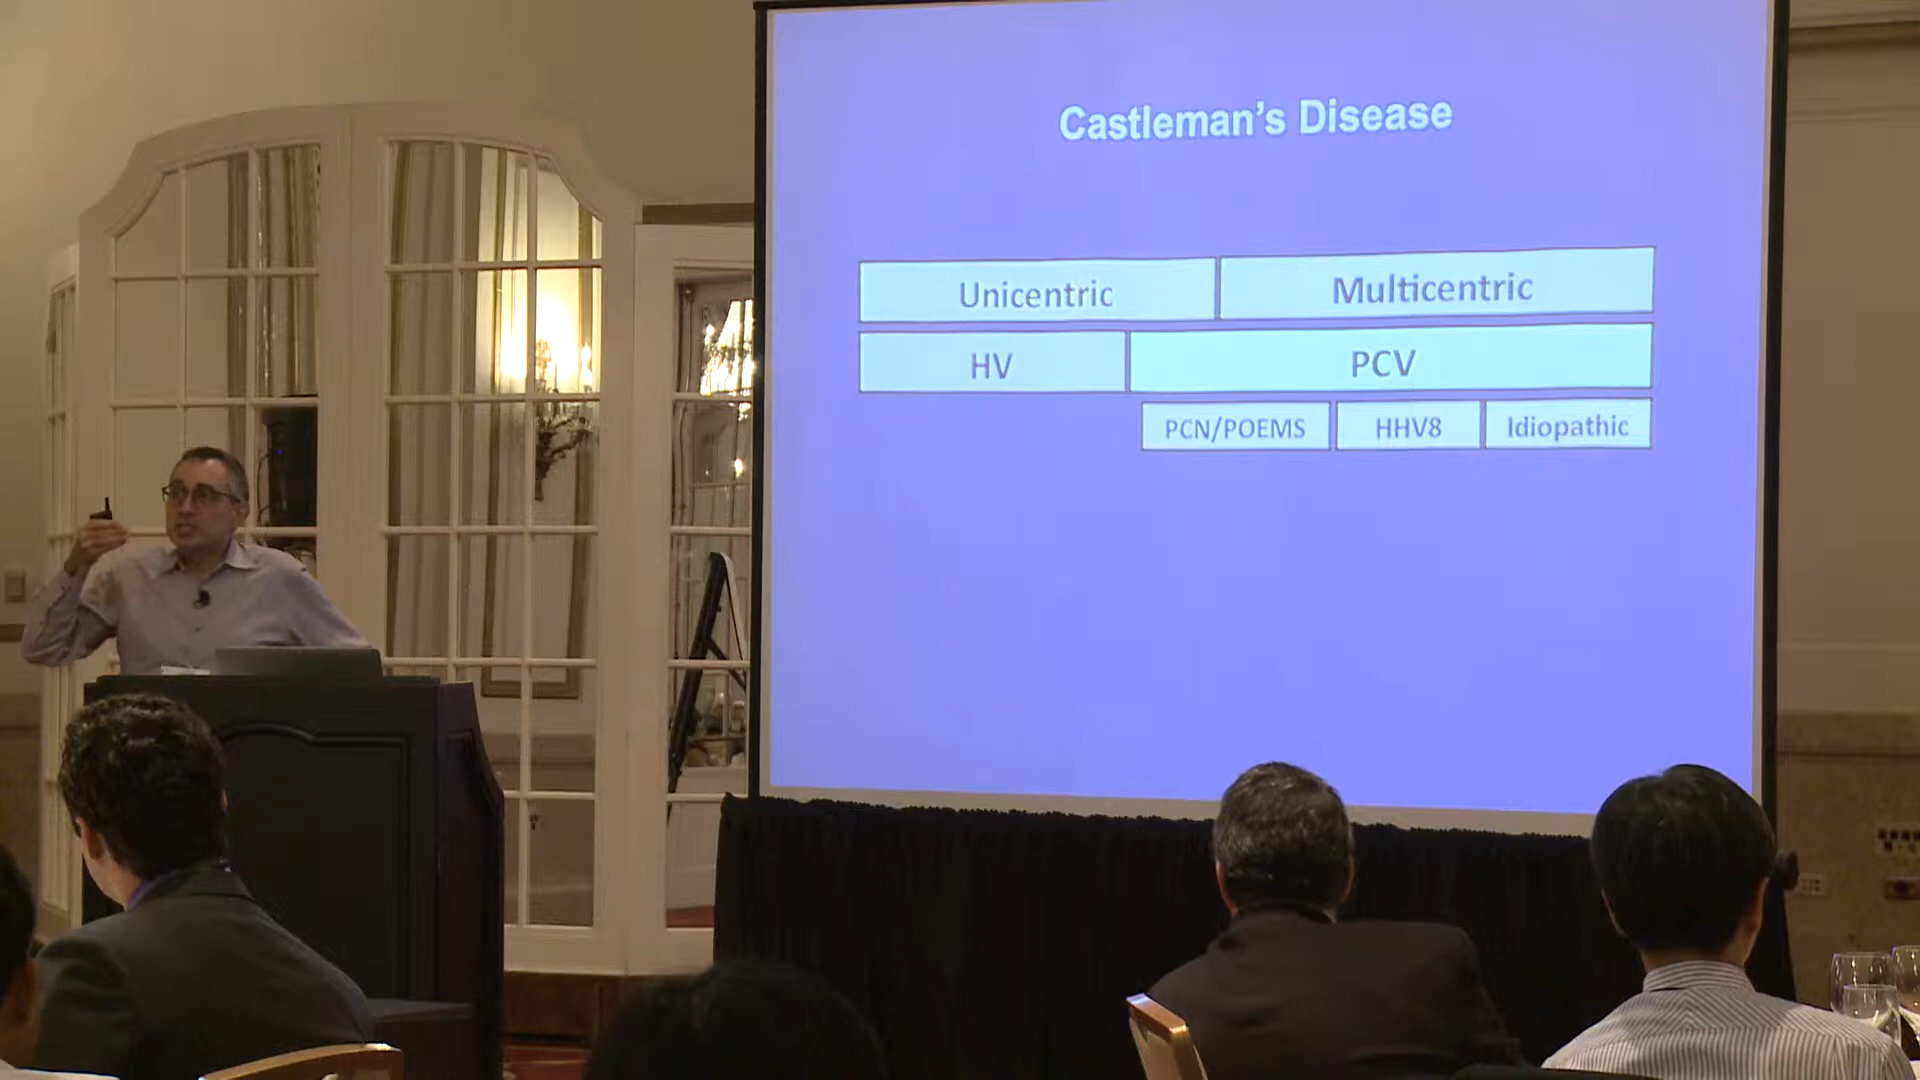 Castleman's Disease
Unicentric Multicentric
HV PCV
PCN/POEMS HHV8 Idiopathic